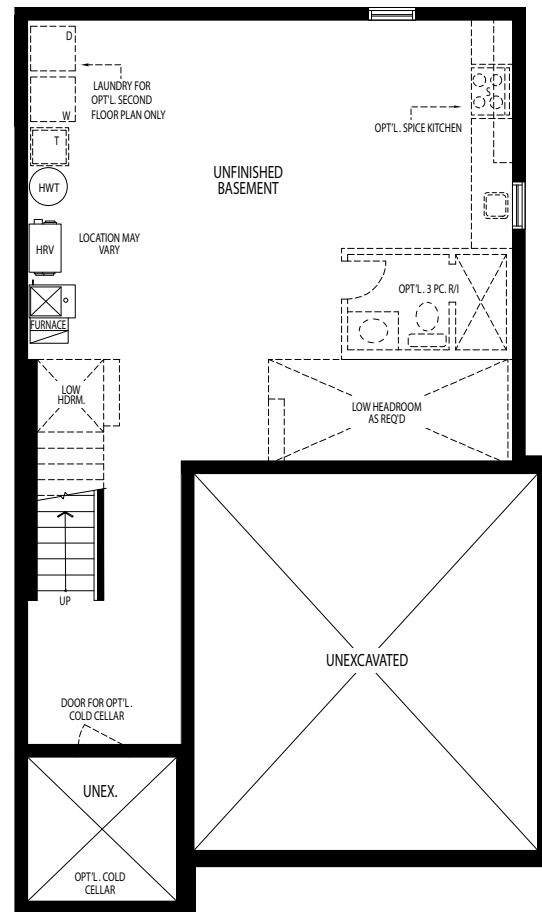 D
LAUNDRY FOR
OPT'L. SECOND
FLOOR PLAN ONLY
W
S
OPT'L. SPICE KITCHEN
T
UNFINISHED
BASEMENT
HWT
HRV
LOCATION MAY
VARY
OPT'L. 3 PC. R/I
FURNACE
LOW
HDRM.
LOW HEADROOM
AS REQ'D
UP
UNEXCAVATED
DOOR FOR OPT'L.
COLD CELLAR
UNEX.
OPT'L. COLD
CELLAR